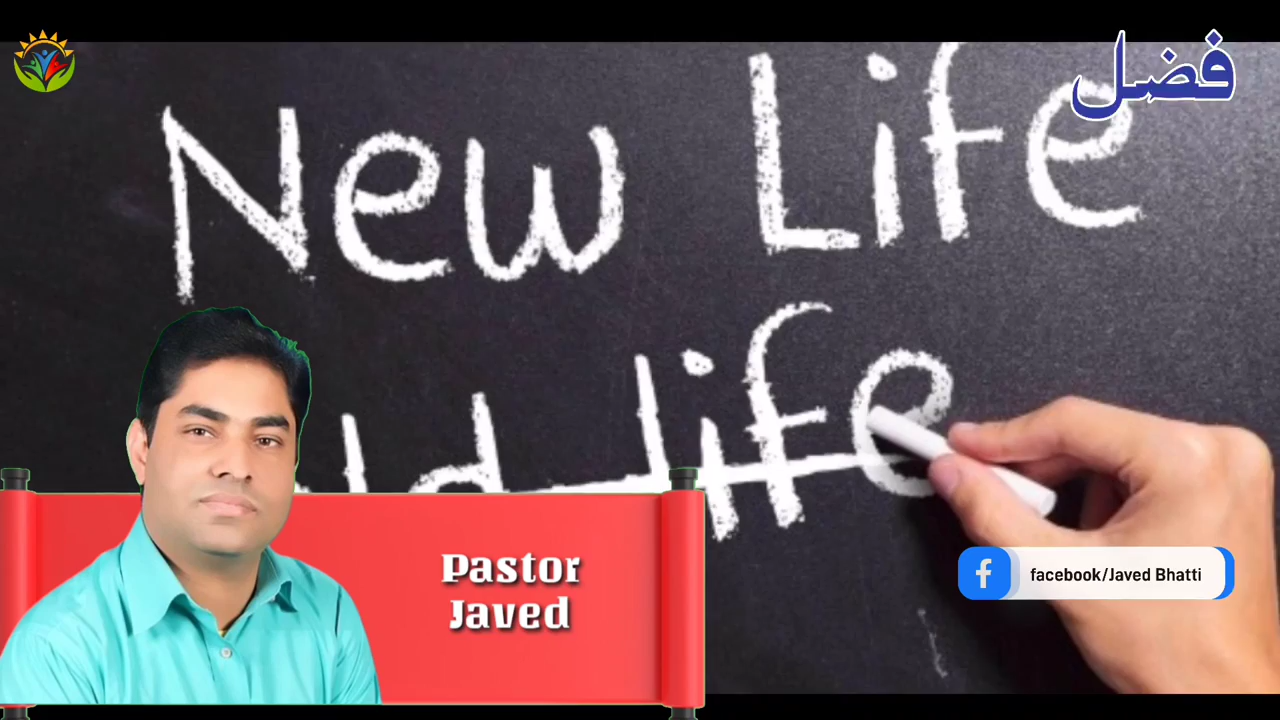 فضل
New Life
life
Pastor
Javed
facebook/Javed Bhatti